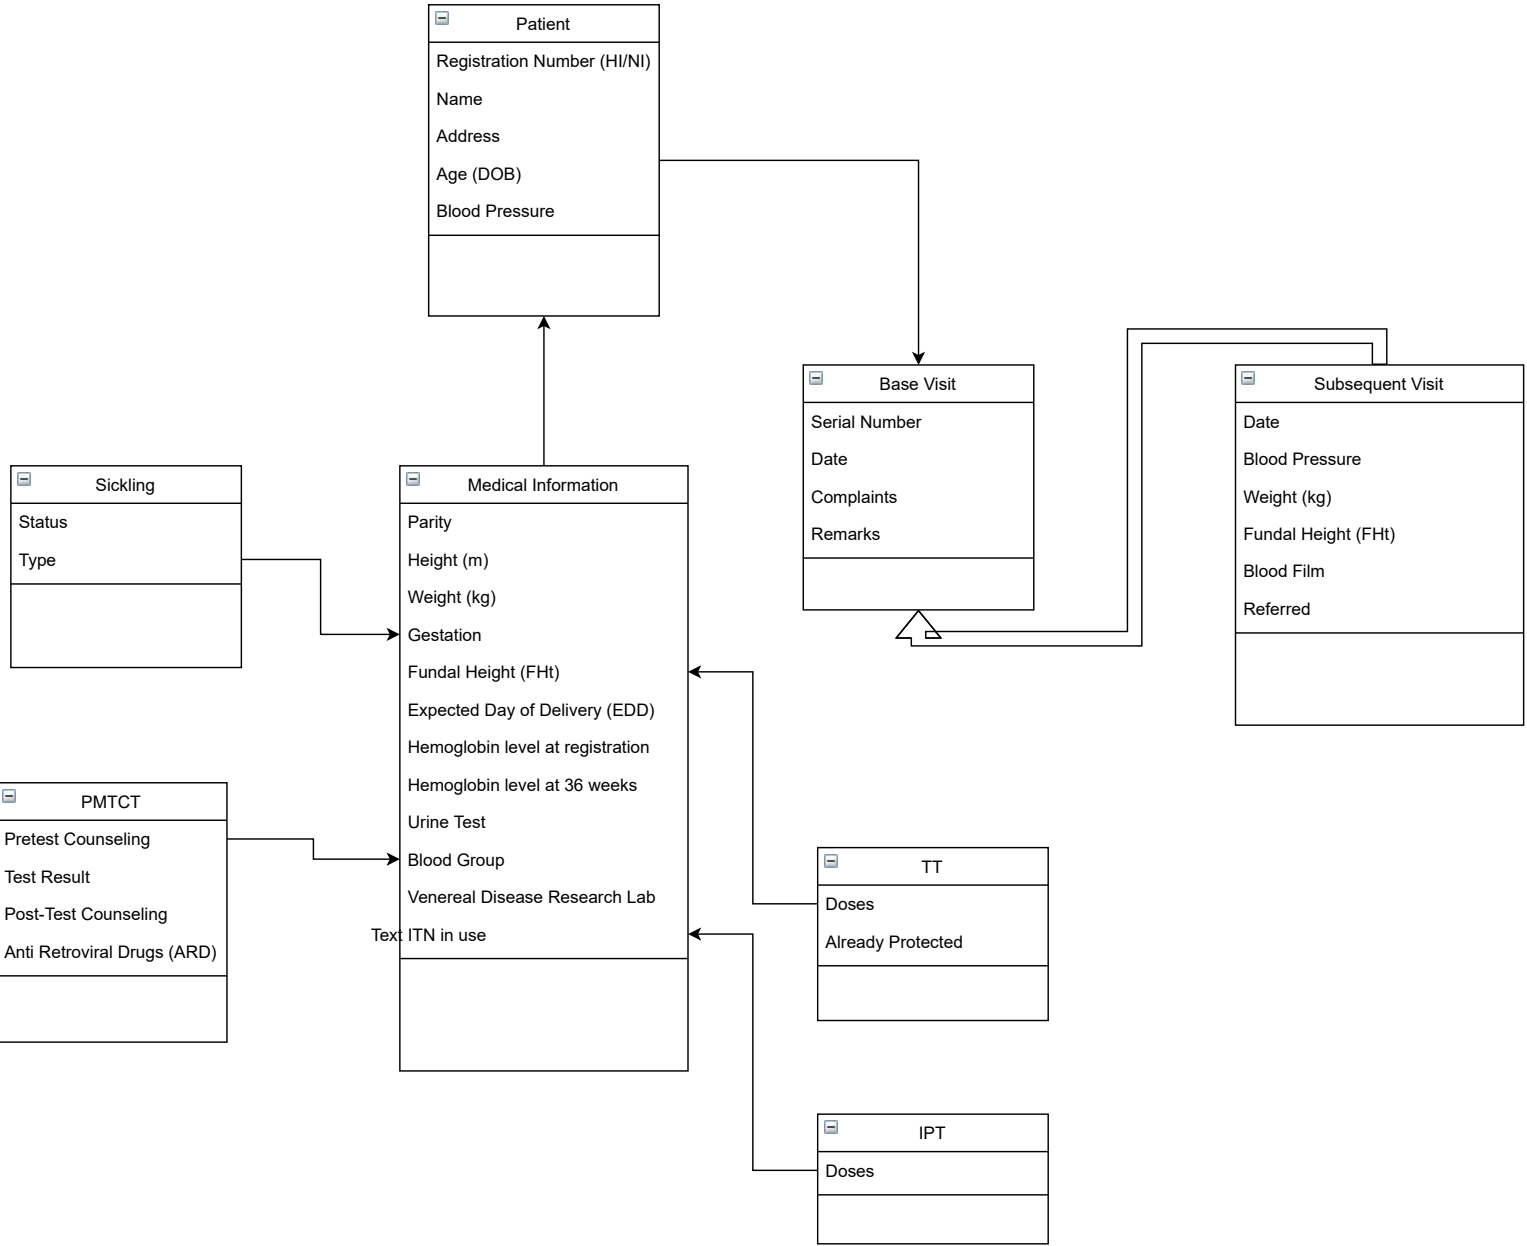 Patient
Registration Number (HI/NI)
Name
Address
Age (DOB)
Blood Pressure
Base Visit
Serial Number
Date
Complaints
Remarks
Subsequent Visit
Date
Blood Pressure
Weight (kg)
Fundal Height (FHt)
Blood Film
Referred
Sickling
Status
Type
Medical Information
Parity
Height (m)
Weight (kg)
Gestation
Fundal Height (FHt)
Expected Day of Delivery (EDD)
Hemoglobin level at registration
Hemoglobin level at 36 weeks
Urine Test
Blood Group
Venereal Disease Research Lab
Text ITN in use
PMTCT
Pretest Counseling
Test Result
Post-Test Counseling
Anti Retroviral Drugs (ARD)
TT
Doses
Already Protected
IPT
Doses